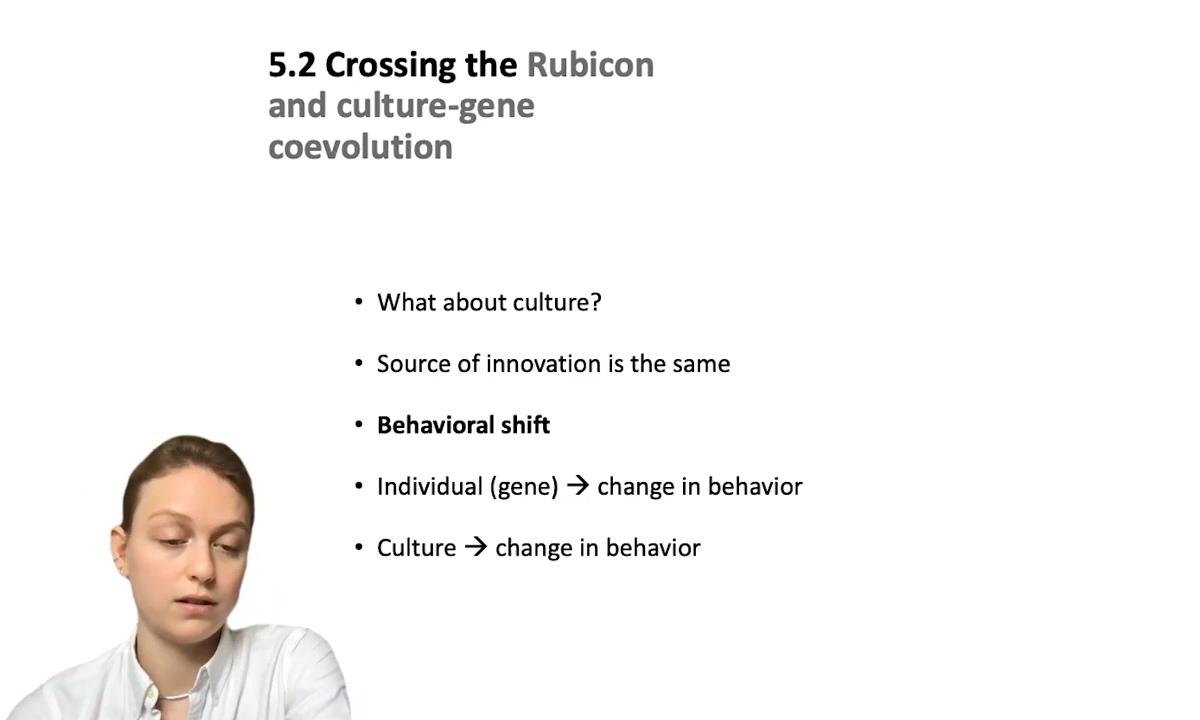 5.2 Crossing the Rubicon
and culture-gene
coevolution
• What about culture?
• Source of innovation is the same
• Behavioral shift
• Individual (gene) → change in behavior
• Culture → change in behavior